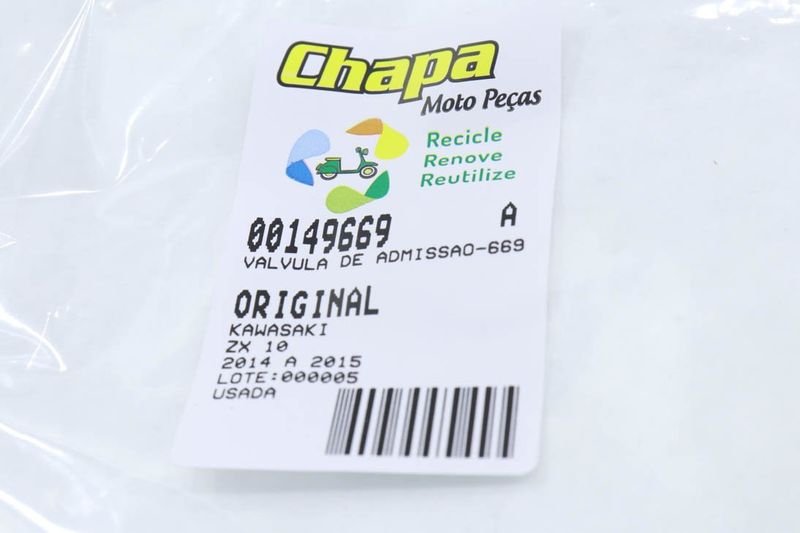 Chapa
Moto Peças
Recicle
Renove
Reutilize
00149669 A
VALVULA DE ADMISSAO-669
ORIGINAL
KAWASAKI
ZX 10
2014 A 2015
LOTE:000005
USADA